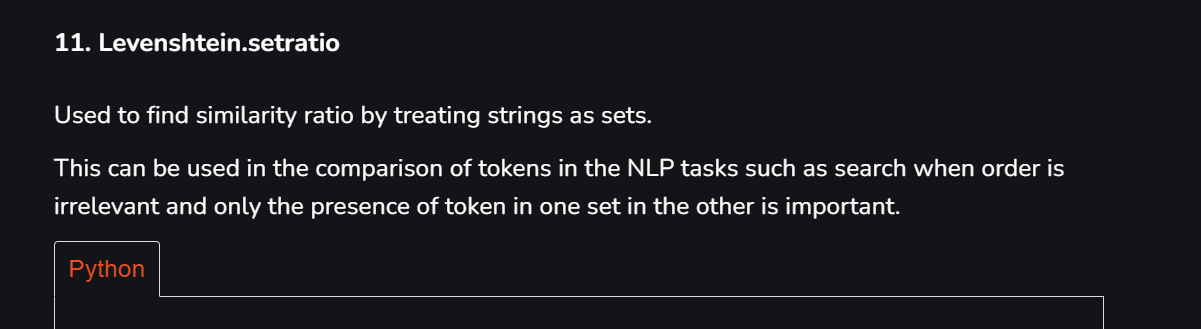 11. Levenshtein.setratio
Used to find similarity ratio by treating strings as sets.
This can be used in the comparison of tokens in the NLP tasks such as search when order is
irrelevant and only the presence of token in one set in the other is important.
Python